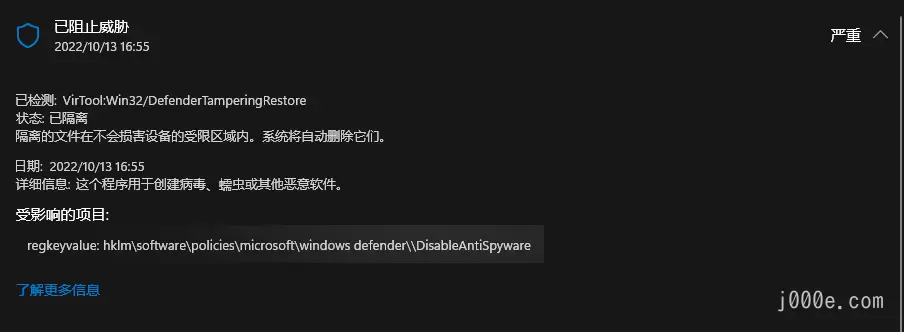 已阻止威胁
2022/10/13 16:55
严重
已检测: VirTool:Win32/DefenderTamperingRestore
状态: 已隔离
隔离的文件在不会损害设备的受限区域内。系统将自动删除它们。
日期: 2022/10/13 16:55
详细信息: 这个程序用于创建病毒、蠕虫或其他恶意软件。
受影响的项目:
regkeyvalue: hklm\software\policies\microsoft\windows defender\\DisableAntiSpyware
了解更多信息
j000e.com